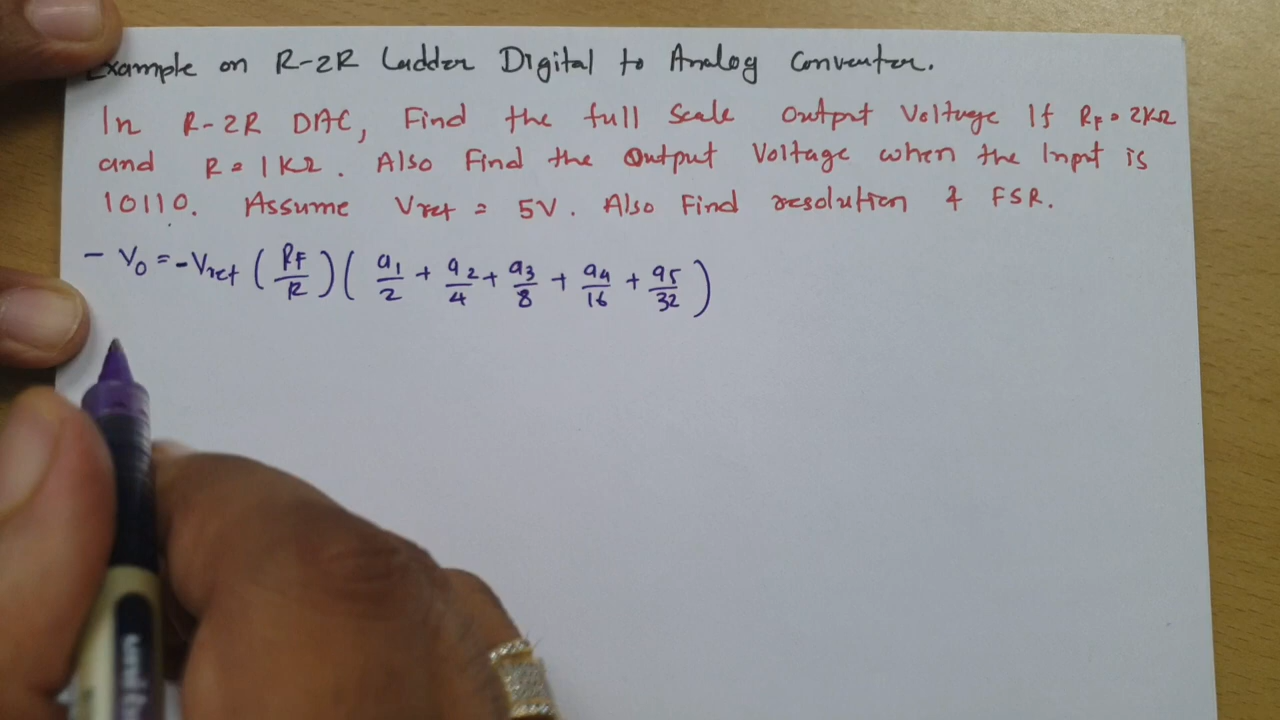 Example on R-2R Ladder Digital to Analog Converter.
In R-2R DAC, Find the full Scale Output Voltage If RF = 2KΩ
and R = 1KΩ. Also Find the Output Voltage when the Input is
10110. Assume Vref = 5V. Also Find resolution & FSR.
- V0 = -Vref (RF/R) (a1/2 + a2/4 + a3/8 + a4/16 + a5/32)